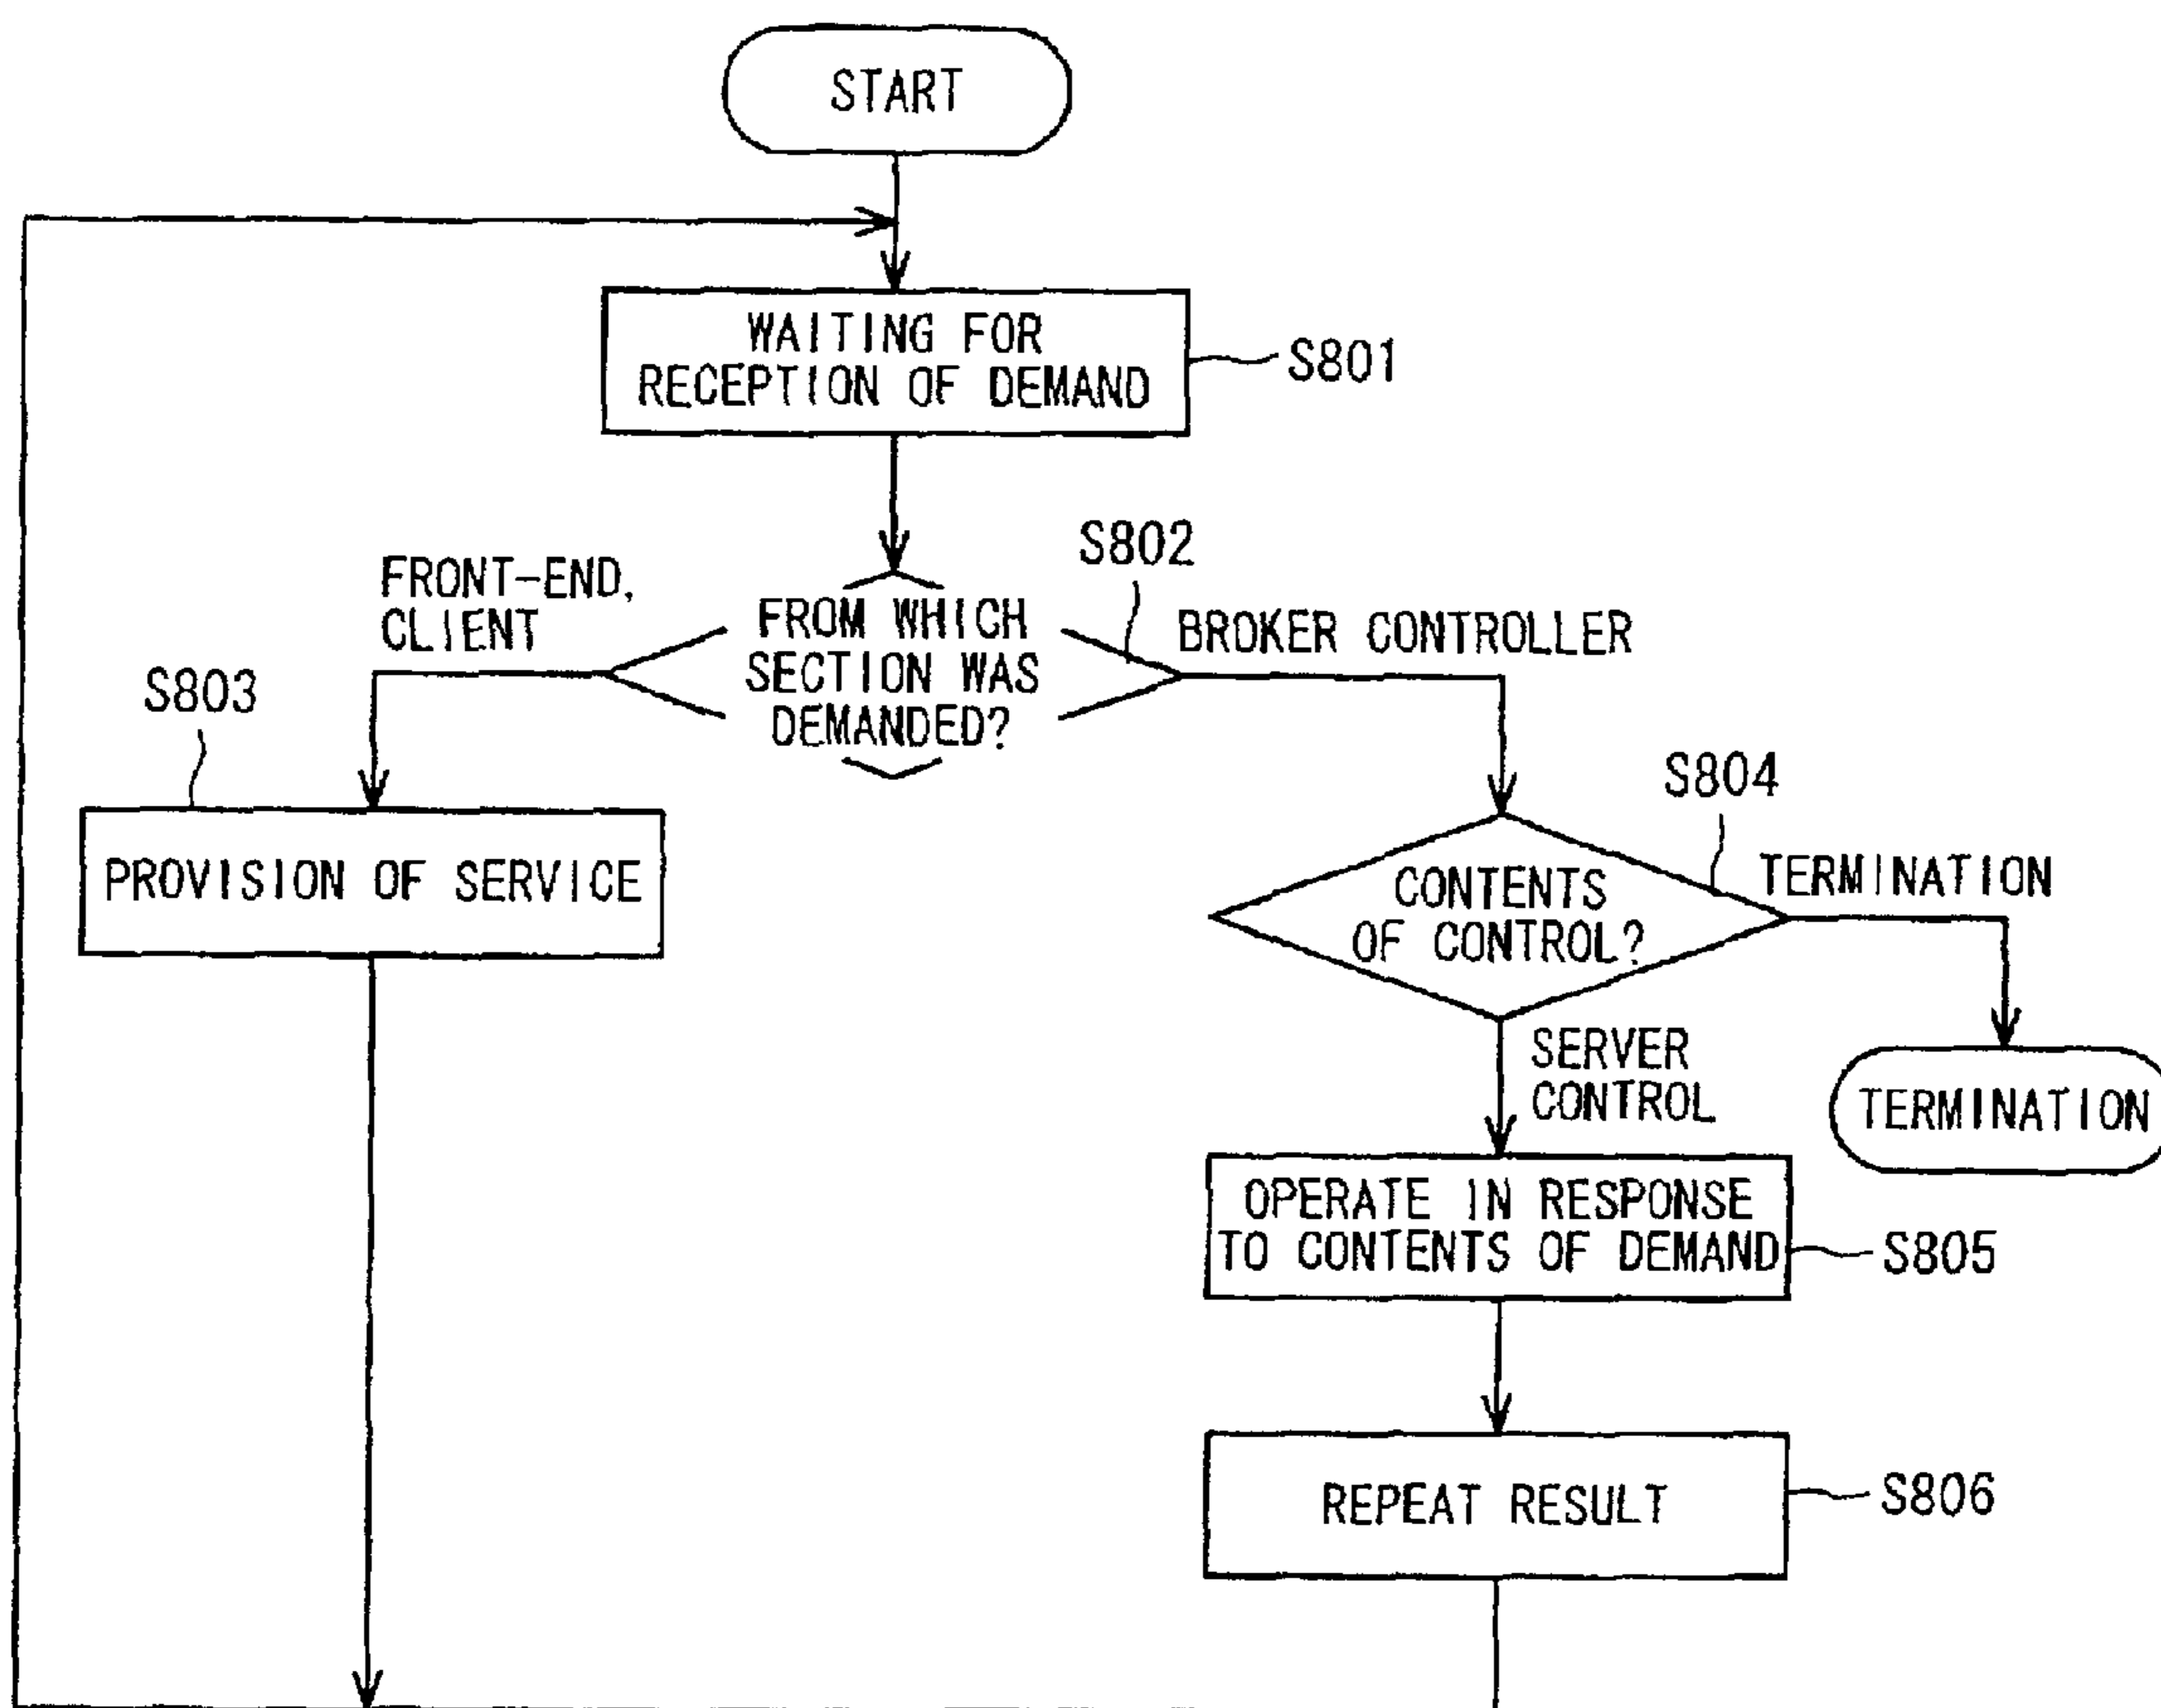 START
WAITING FOR
RECEPTION OF DEMAND
S801
S802
FRONT-END,
CLIENT
FROM WHICH
SECTION WAS
DEMANDED?
BROKER CONTROLLER
S803
PROVISION OF SERVICE
S804
CONTENTS
OF CONTROL?
TERMINATION
SERVER
CONTROL
TERMINATION
OPERATE IN RESPONSE
TO CONTENTS OF DEMAND
S805
REPEAT RESULT
S806